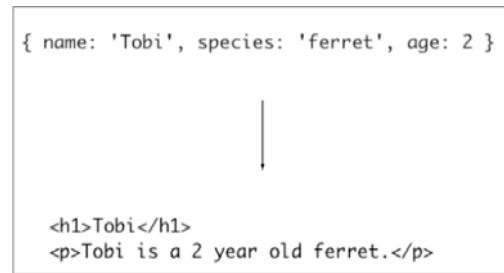 { name: 'Tobi', species: 'ferret', age: 2 }
<h1>Tobi</h1>
<p>Tobi is a 2 year old ferret.</p>